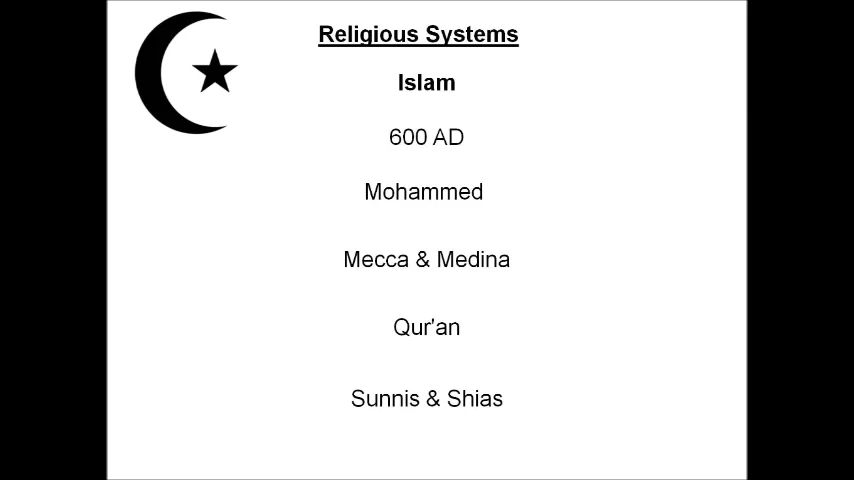 Religious Systems
Islam
600 AD
Mohammed
Mecca & Medina
Qur'an
Sunnis & Shias